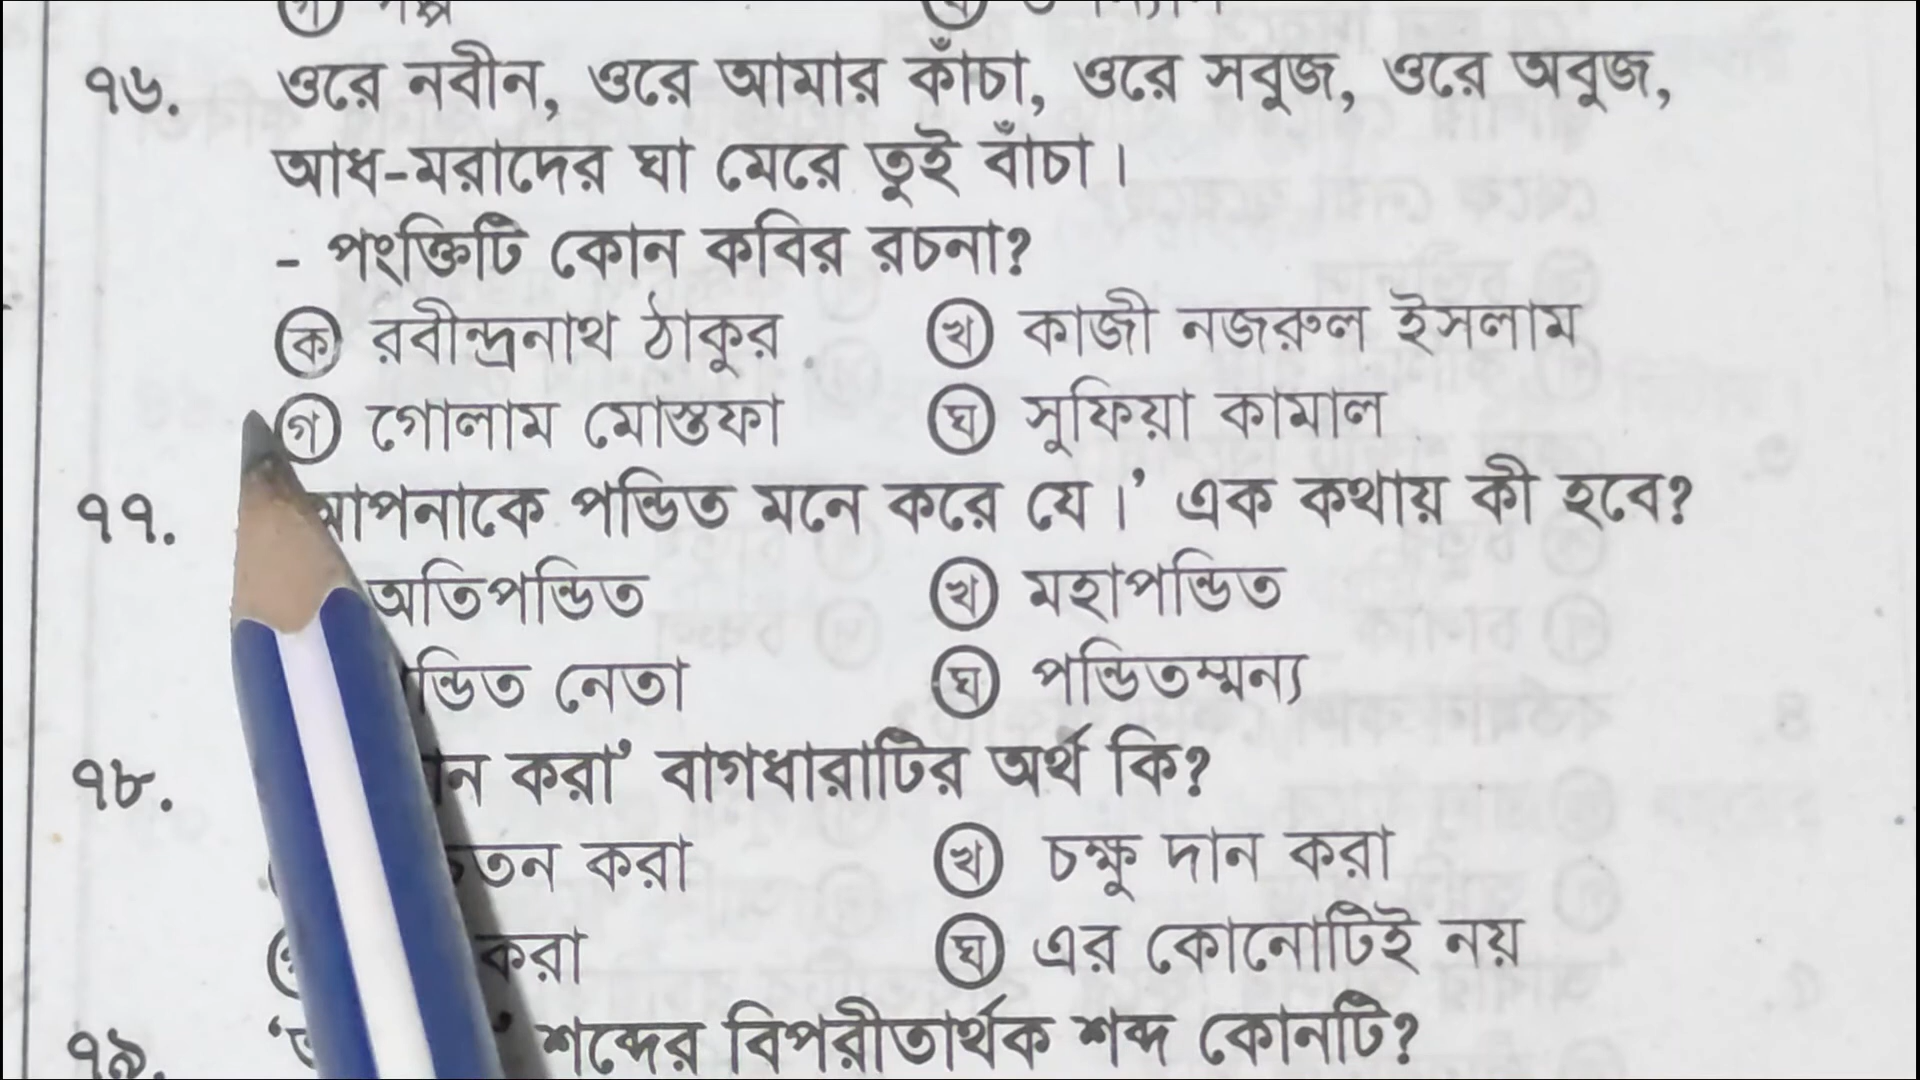 ৭৬. ওরে নবীন, ওরে আমার কাঁচা, ওরে সবুজ, ওরে অবুজ,
আধ-মরাদের ঘা মেরে তুই বাঁচা।
- পংক্তিটি কোন কবির রচনা?
ক রবীন্দ্রনাথ ঠাকুর খ কাজী নজরুল ইসলাম
গ গোলাম মোস্তফা ঘ সুফিয়া কামাল
৭৭. আপনাকে পন্ডিত মনে করে যে।’ এক কথায় কী হবে?
অতিপন্ডিত খ মহাপন্ডিত
নেতা ঘ পন্ডিতম্মন্য
৭৮. করা’ বাগধারাটির অর্থ কি?
করা খ চক্ষু দান করা
করা ঘ এর কোনোটিই নয়
৭৯. শব্দের বিপরীতার্থক শব্দ কোনটি?